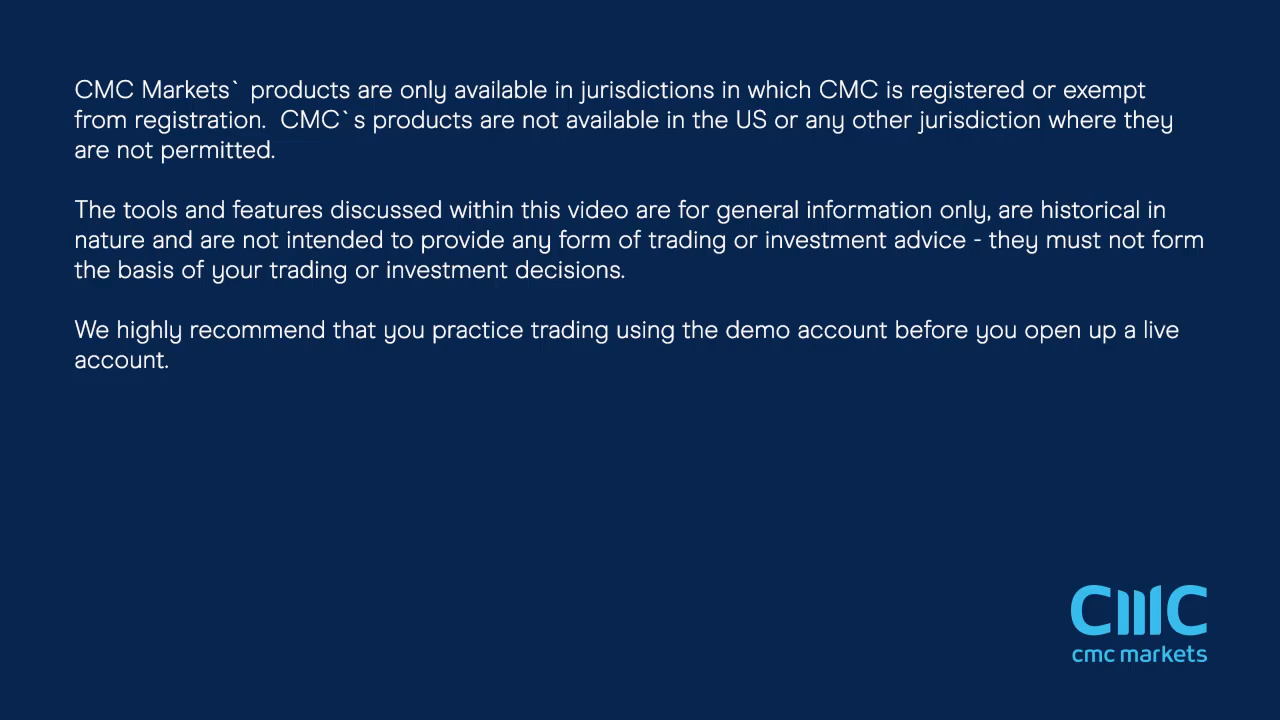 CMC Markets` products are only available in jurisdictions in which CMC is registered or exempt
from registration.  CMC`s products are not available in the US or any other jurisdiction where they
are not permitted.
The tools and features discussed within this video are for general information only, are historical in
nature and are not intended to provide any form of trading or investment advice - they must not form
the basis of your trading or investment decisions.
We highly recommend that you practice trading using the demo account before you open up a live
account.
CMC
cmc markets